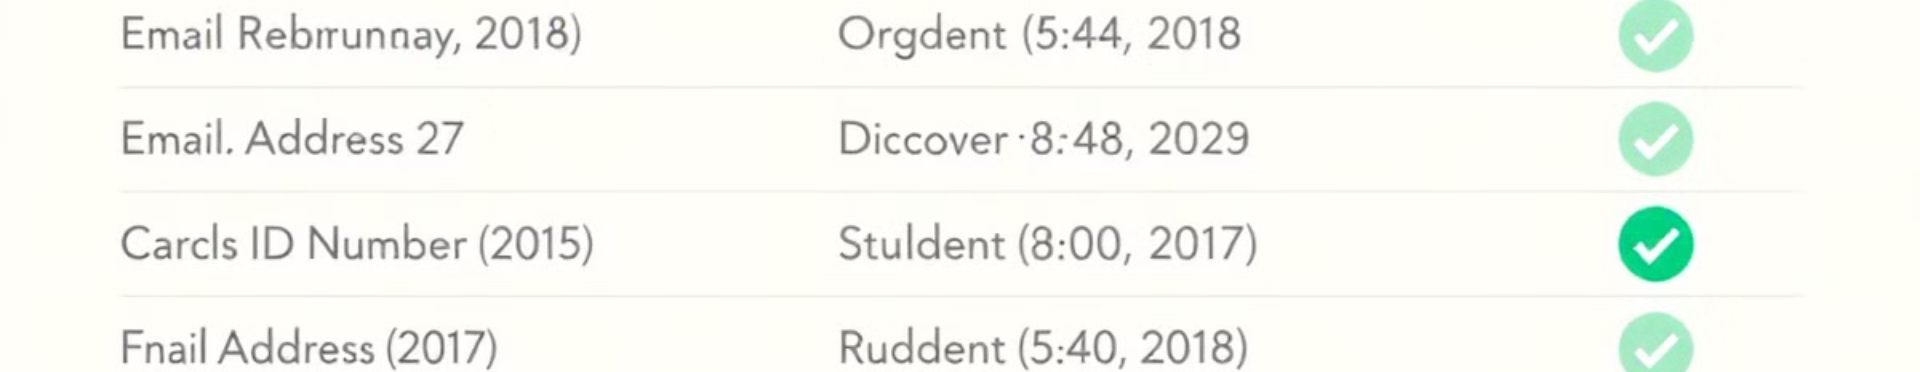 Email Rebrrunnay, 2018) Orgdent (5:44, 2018
Email. Address 27 Diccover ·8:48, 2029
Carcls ID Number (2015) Stuldent (8:00, 2017)
Fnail Address (2017) Ruddent (5:40, 2018)